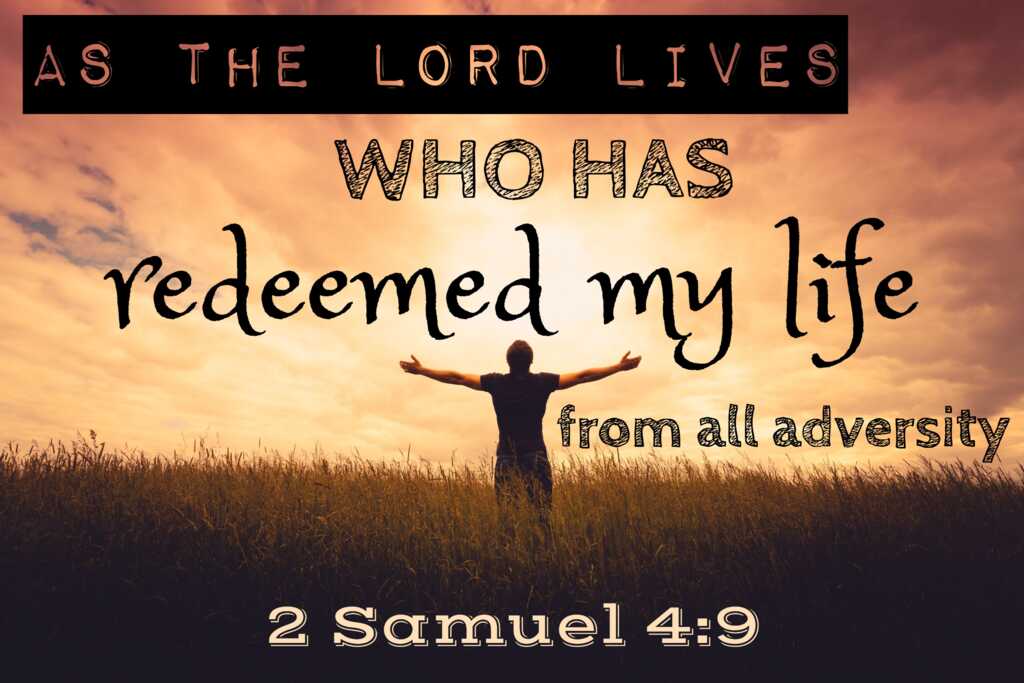 AS THE LORD LIVES
WHO HAS
redeemed my life
from all adversity
2 Samuel 4:9